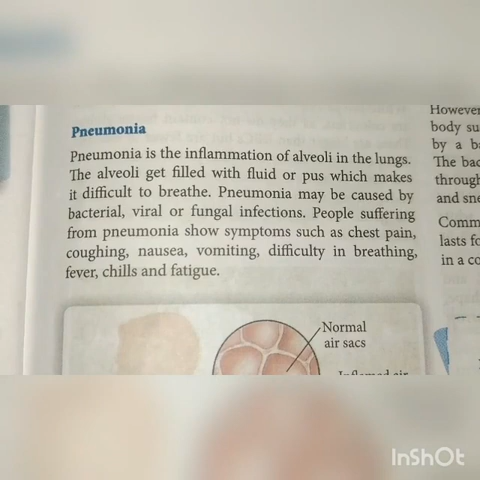 Pneumonia
Pneumonia is the inflammation of alveoli in the lungs.
The alveoli get filled with fluid or pus which makes
it difficult to breathe. Pneumonia may be caused by
bacterial, viral or fungal infections. People suffering
from pneumonia show symptoms such as chest pain,
coughing, nausea, vomiting, difficulty in breathing,
fever, chills and fatigue.
Normal
air sacs
However
body su
by a ba
The bac
through
and sne
Comm
lasts fo
in a co
InShOt